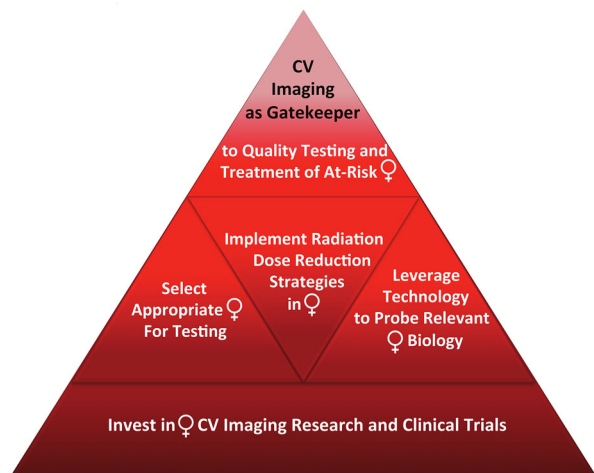 CV
Imaging
as Gatekeeper
to Quality Testing and
Treatment of At-Risk ♀
Implement Radiation
Dose Reduction
Strategies
in ♀
Select
Appropriate ♀
For Testing
Leverage
Technology
to Probe Relevant
♀ Biology
Invest in ♀ CV Imaging Research and Clinical Trials